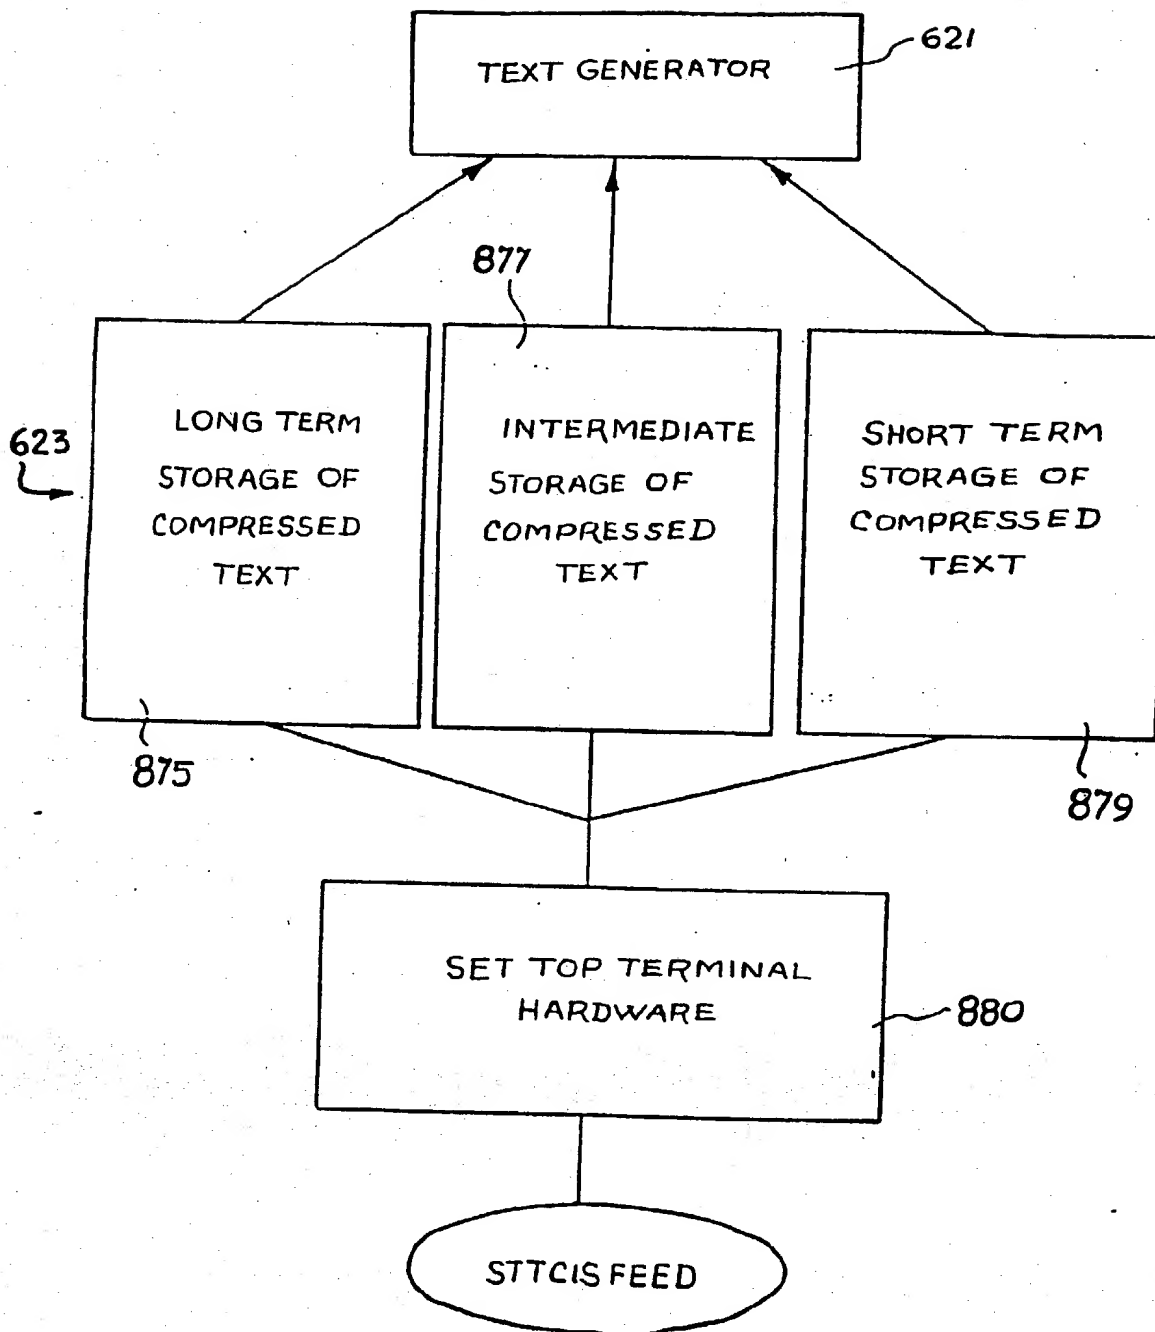 TEXT GENERATOR
621
877
623
LONG TERM
STORAGE OF
COMPRESSED
TEXT
INTERMEDIATE
STORAGE OF
COMPRESSED
TEXT
SHORT TERM
STORAGE OF
COMPRESSED
TEXT
875
879
SET TOP TERMINAL
HARDWARE
880
STTCIS FEED